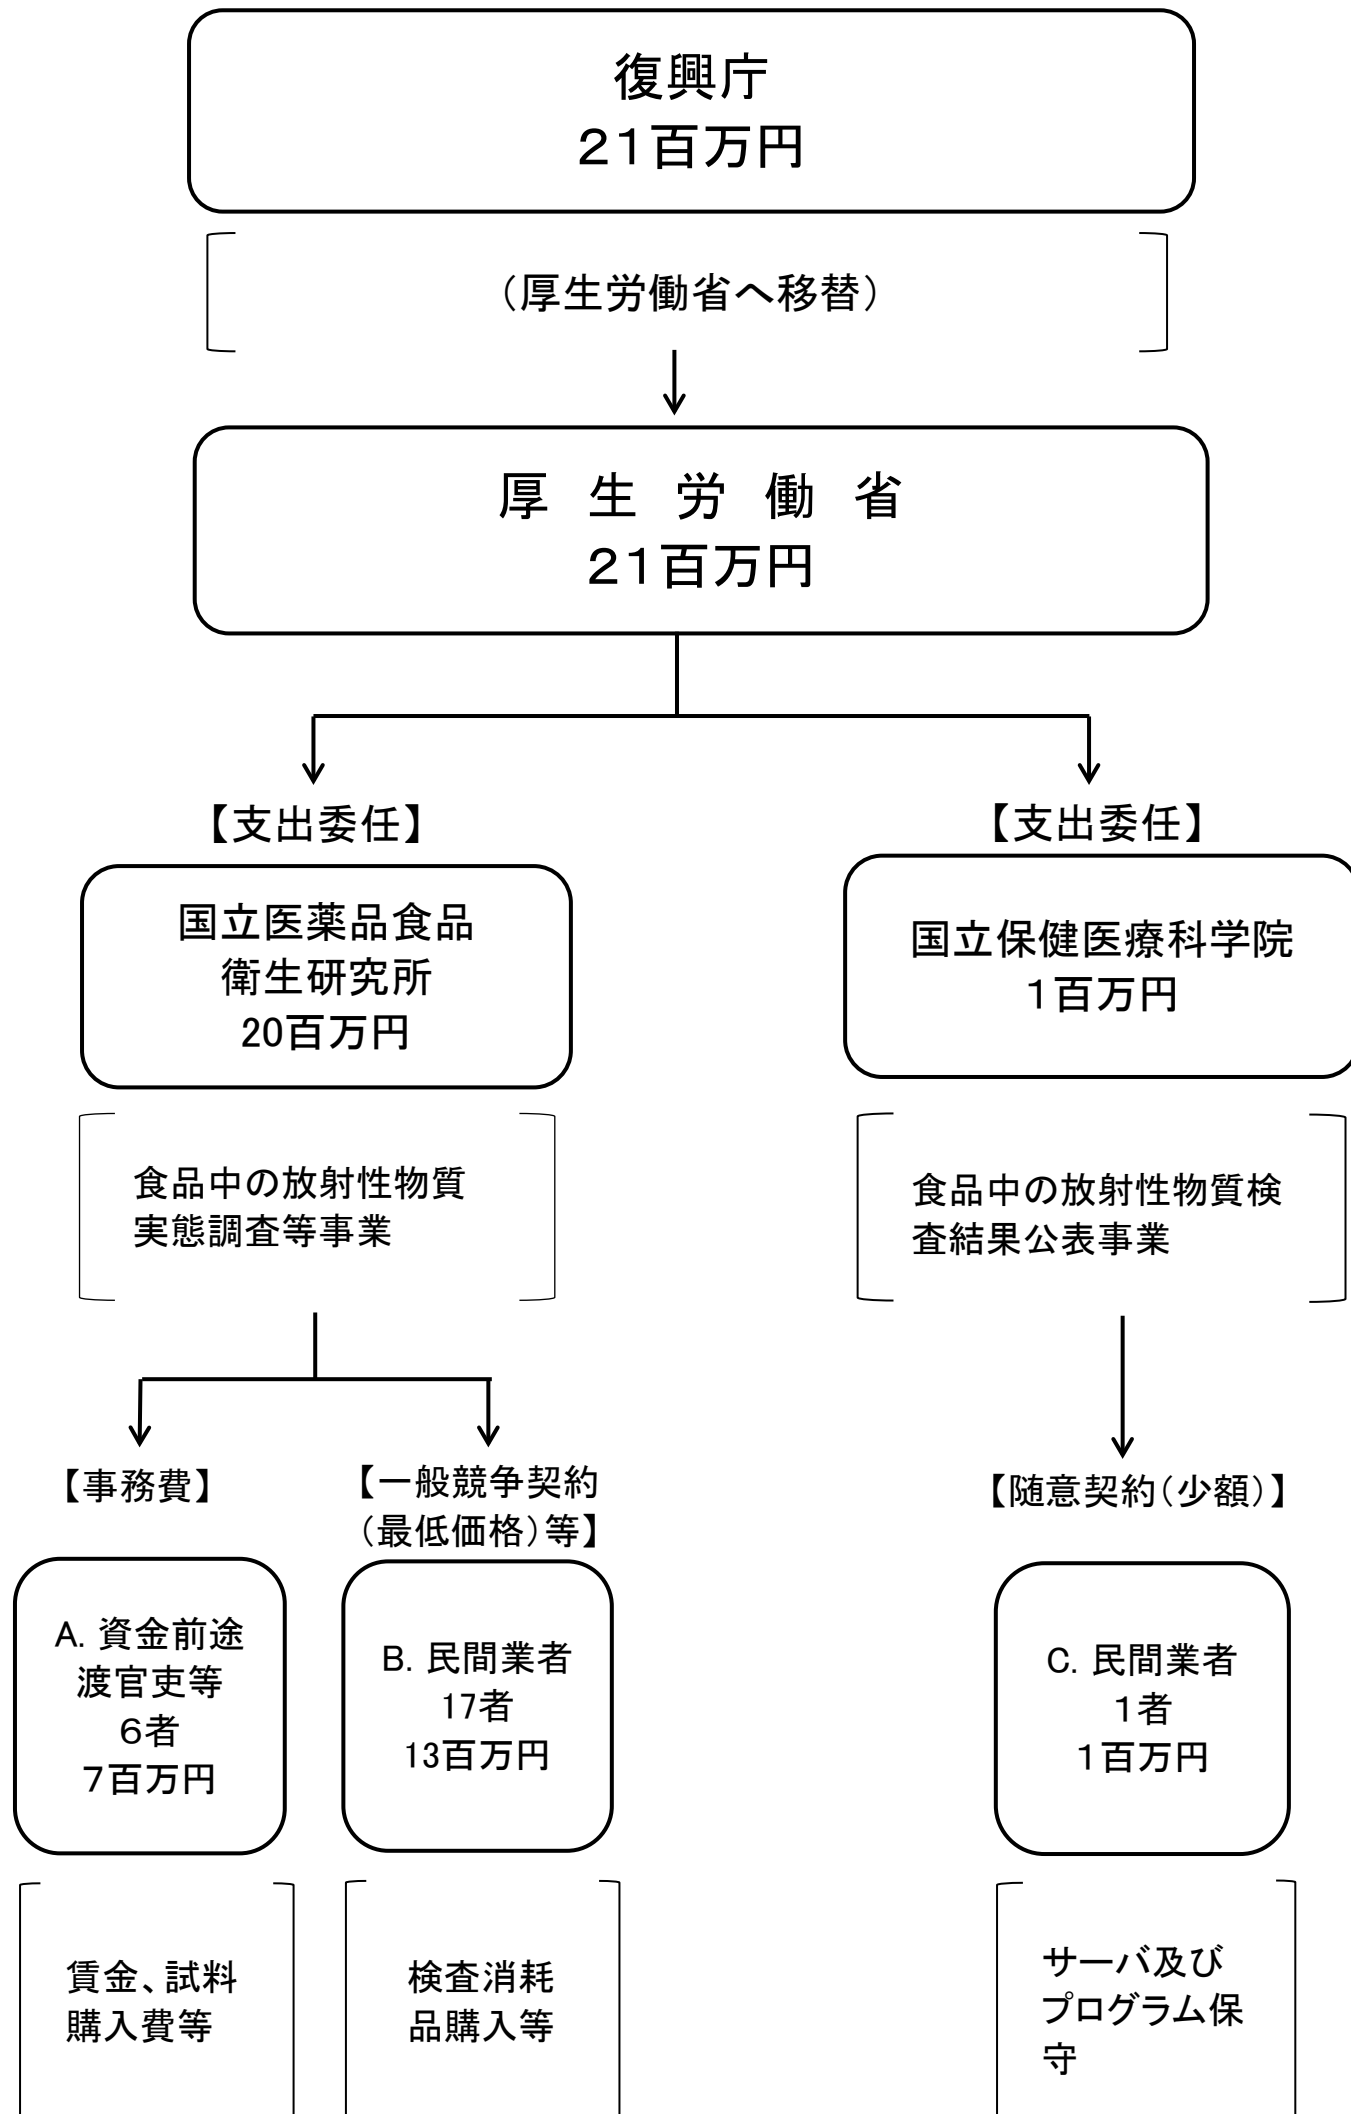 復興庁
21百万円
（厚生労働省へ移替）
厚　生　労　働　省
21百万円
【支出委任】
国立医薬品食品
衛生研究所
20百万円
食品中の放射性物質
実態調査等事業
【支出委任】
国立保健医療科学院
1百万円
食品中の放射性物質検
査結果公表事業
【事務費】
A. 資金前途
渡官吏等
6者
7百万円
賃金、試料
購入費等
【一般競争契約
（最低価格）等】
B. 民間業者
17者
13百万円
検査消耗
品購入等
【随意契約（少額）】
C. 民間業者
1者
1百万円
サーバ及び
プログラム保
守